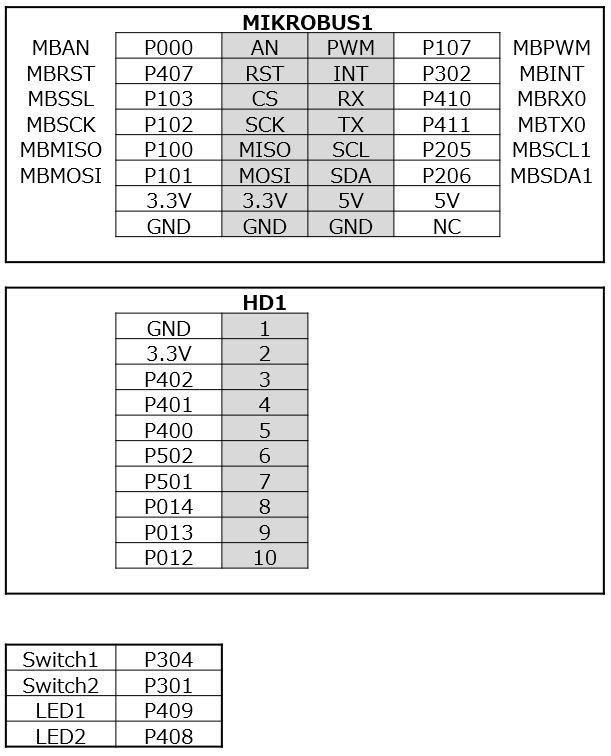 MIKROBUS1
MBAN P000 AN PWM P107 MBPWM
MBRST P407 RST INT P302 MBINT
MBSSL P103 CS RX P410 MBRX0
MBSCK P102 SCK TX P411 MBTX0
MBMISO P100 MISO SCL P205 MBSCL1
MBMOSI P101 MOSI SDA P206 MBSDA1
3.3V 3.3V 5V 5V
GND GND GND NC
HD1
GND 1
3.3V 2
P402 3
P401 4
P400 5
P502 6
P501 7
P014 8
P013 9
P012 10
Switch1 P304
Switch2 P301
LED1 P409
LED2 P408